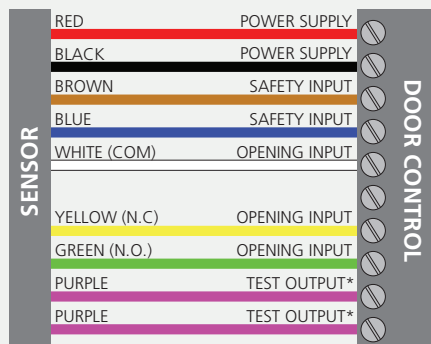 SENSOR
RED POWER SUPPLY
BLACK POWER SUPPLY
BROWN SAFETY INPUT
BLUE SAFETY INPUT
WHITE (COM) OPENING INPUT
YELLOW (N.C) OPENING INPUT
GREEN (N.O.) OPENING INPUT
PURPLE TEST OUTPUT*
PURPLE TEST OUTPUT*
DOOR CONTROL